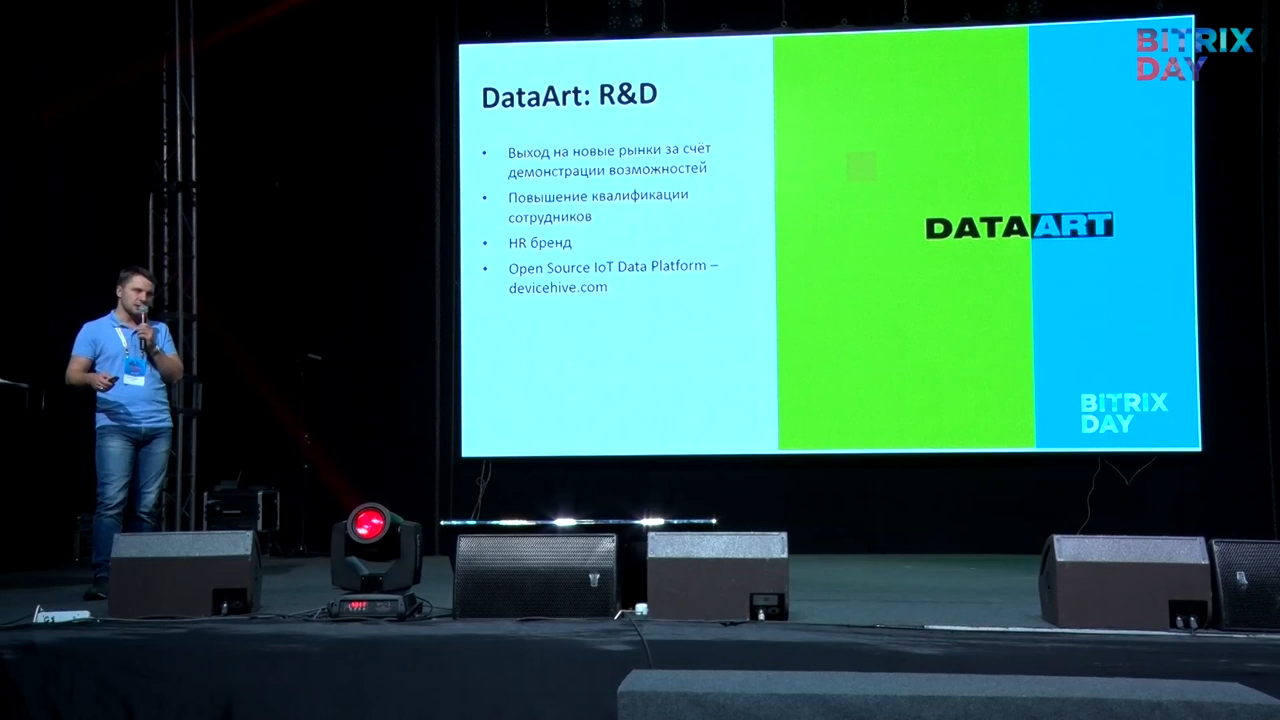 BITRIX
DAY
DataArt: R&D
• Выход на новые рынки за счёт
демонстрации возможностей
• Повышение квалификации
сотрудников
• HR бренд
• Open Source IoT Data Platform –
devicehive.com
DATAART
BITRIX
DAY